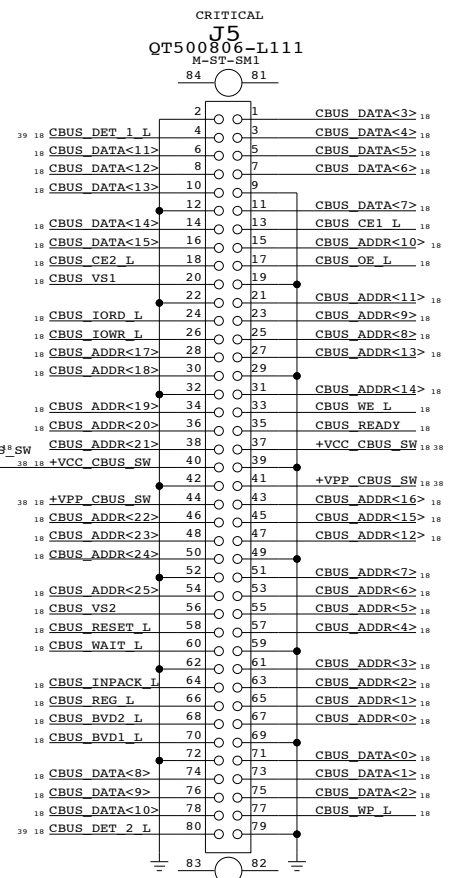 CRITICAL
J5
QT500806-L111
M-ST-SM1
84 81
2 1 CBUS_DATA<3> 18
39 18 CBUS_DET_1_L 4 3 CBUS_DATA<4> 18
18 CBUS_DATA<11> 6 5 CBUS_DATA<5> 18
18 CBUS_DATA<12> 8 7 CBUS_DATA<6> 18
18 CBUS_DATA<13> 10 9
12 11 CBUS_DATA<7> 18
18 CBUS_DATA<14> 14 13 CBUS_CE1_L 18
18 CBUS_DATA<15> 16 15 CBUS_ADDR<10> 18
18 CBUS_CE2_L 18 17 CBUS_OE_L 18
18 CBUS_VS1 20 19
22 21 CBUS_ADDR<11> 18
18 CBUS_IORD_L 24 23 CBUS_ADDR<9> 18
18 CBUS_IOWR_L 26 25 CBUS_ADDR<8> 18
18 CBUS_ADDR<17> 28 27 CBUS_ADDR<13> 18
18 CBUS_ADDR<18> 30 29
32 31 CBUS_ADDR<14> 18
18 CBUS_ADDR<19> 34 33 CBUS_WE_L 18
18 CBUS_ADDR<20> 36 35 CBUS_READY 18
18 CBUS_ADDR<21> 38 37 +VCC_CBUS_SW 18 38
S_SW
38 18 +VCC_CBUS_SW 40 39
42 41 +VPP_CBUS_SW 18 38
38 18 +VPP_CBUS_SW 44 43 CBUS_ADDR<16> 18
18 CBUS_ADDR<22> 46 45 CBUS_ADDR<15> 18
18 CBUS_ADDR<23> 48 47 CBUS_ADDR<12> 18
18 CBUS_ADDR<24> 50 49
52 51 CBUS_ADDR<7> 18
18 CBUS_ADDR<25> 54 53 CBUS_ADDR<6> 18
18 CBUS_VS2 56 55 CBUS_ADDR<5> 18
18 CBUS_RESET_L 58 57 CBUS_ADDR<4> 18
18 CBUS_WAIT_L 60 59
62 61 CBUS_ADDR<3> 18
18 CBUS_INPACK_L 64 63 CBUS_ADDR<2> 18
18 CBUS_REG_L 66 65 CBUS_ADDR<1> 18
18 CBUS_BVD2_L 68 67 CBUS_ADDR<0> 18
18 CBUS_BVD1_L 70 69
72 71 CBUS_DATA<0> 18
18 CBUS_DATA<8> 74 73 CBUS_DATA<1> 18
18 CBUS_DATA<9> 76 75 CBUS_DATA<2> 18
18 CBUS_DATA<10> 78 77 CBUS_WP_L 18
39 18 CBUS_DET_2_L 80 79
83 82